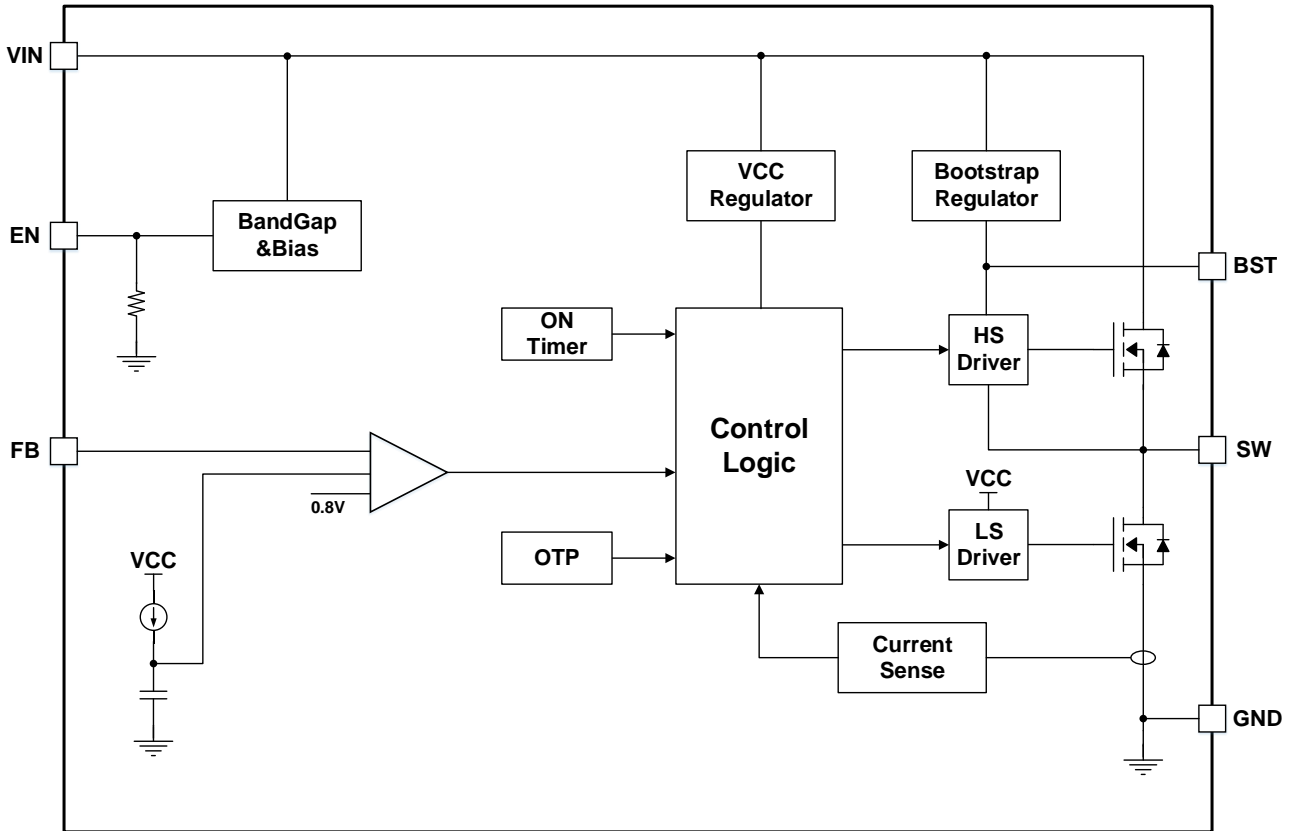 VIN
VCC
Regulator
Bootstrap
Regulator
EN
BandGap
&Bias
BST
ON
Timer
HS
Driver
Control
Logic
FB
SW
0.8V
VCC
LS
Driver
OTP
VCC
Current
Sense
GND